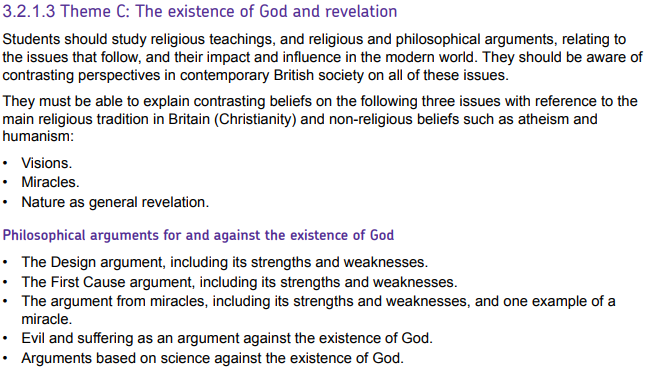 3.2.1.3 Theme C: The existence of God and revelation
Students should study religious teachings, and religious and philosophical arguments, relating to
the issues that follow, and their impact and influence in the modern world. They should be aware of
contrasting perspectives in contemporary British society on all of these issues.
They must be able to explain contrasting beliefs on the following three issues with reference to the
main religious tradition in Britain (Christianity) and non-religious beliefs such as atheism and
humanism:
• Visions.
• Miracles.
• Nature as general revelation.
Philosophical arguments for and against the existence of God
• The Design argument, including its strengths and weaknesses.
• The First Cause argument, including its strengths and weaknesses.
• The argument from miracles, including its strengths and weaknesses, and one example of a
miracle.
• Evil and suffering as an argument against the existence of God.
• Arguments based on science against the existence of God.